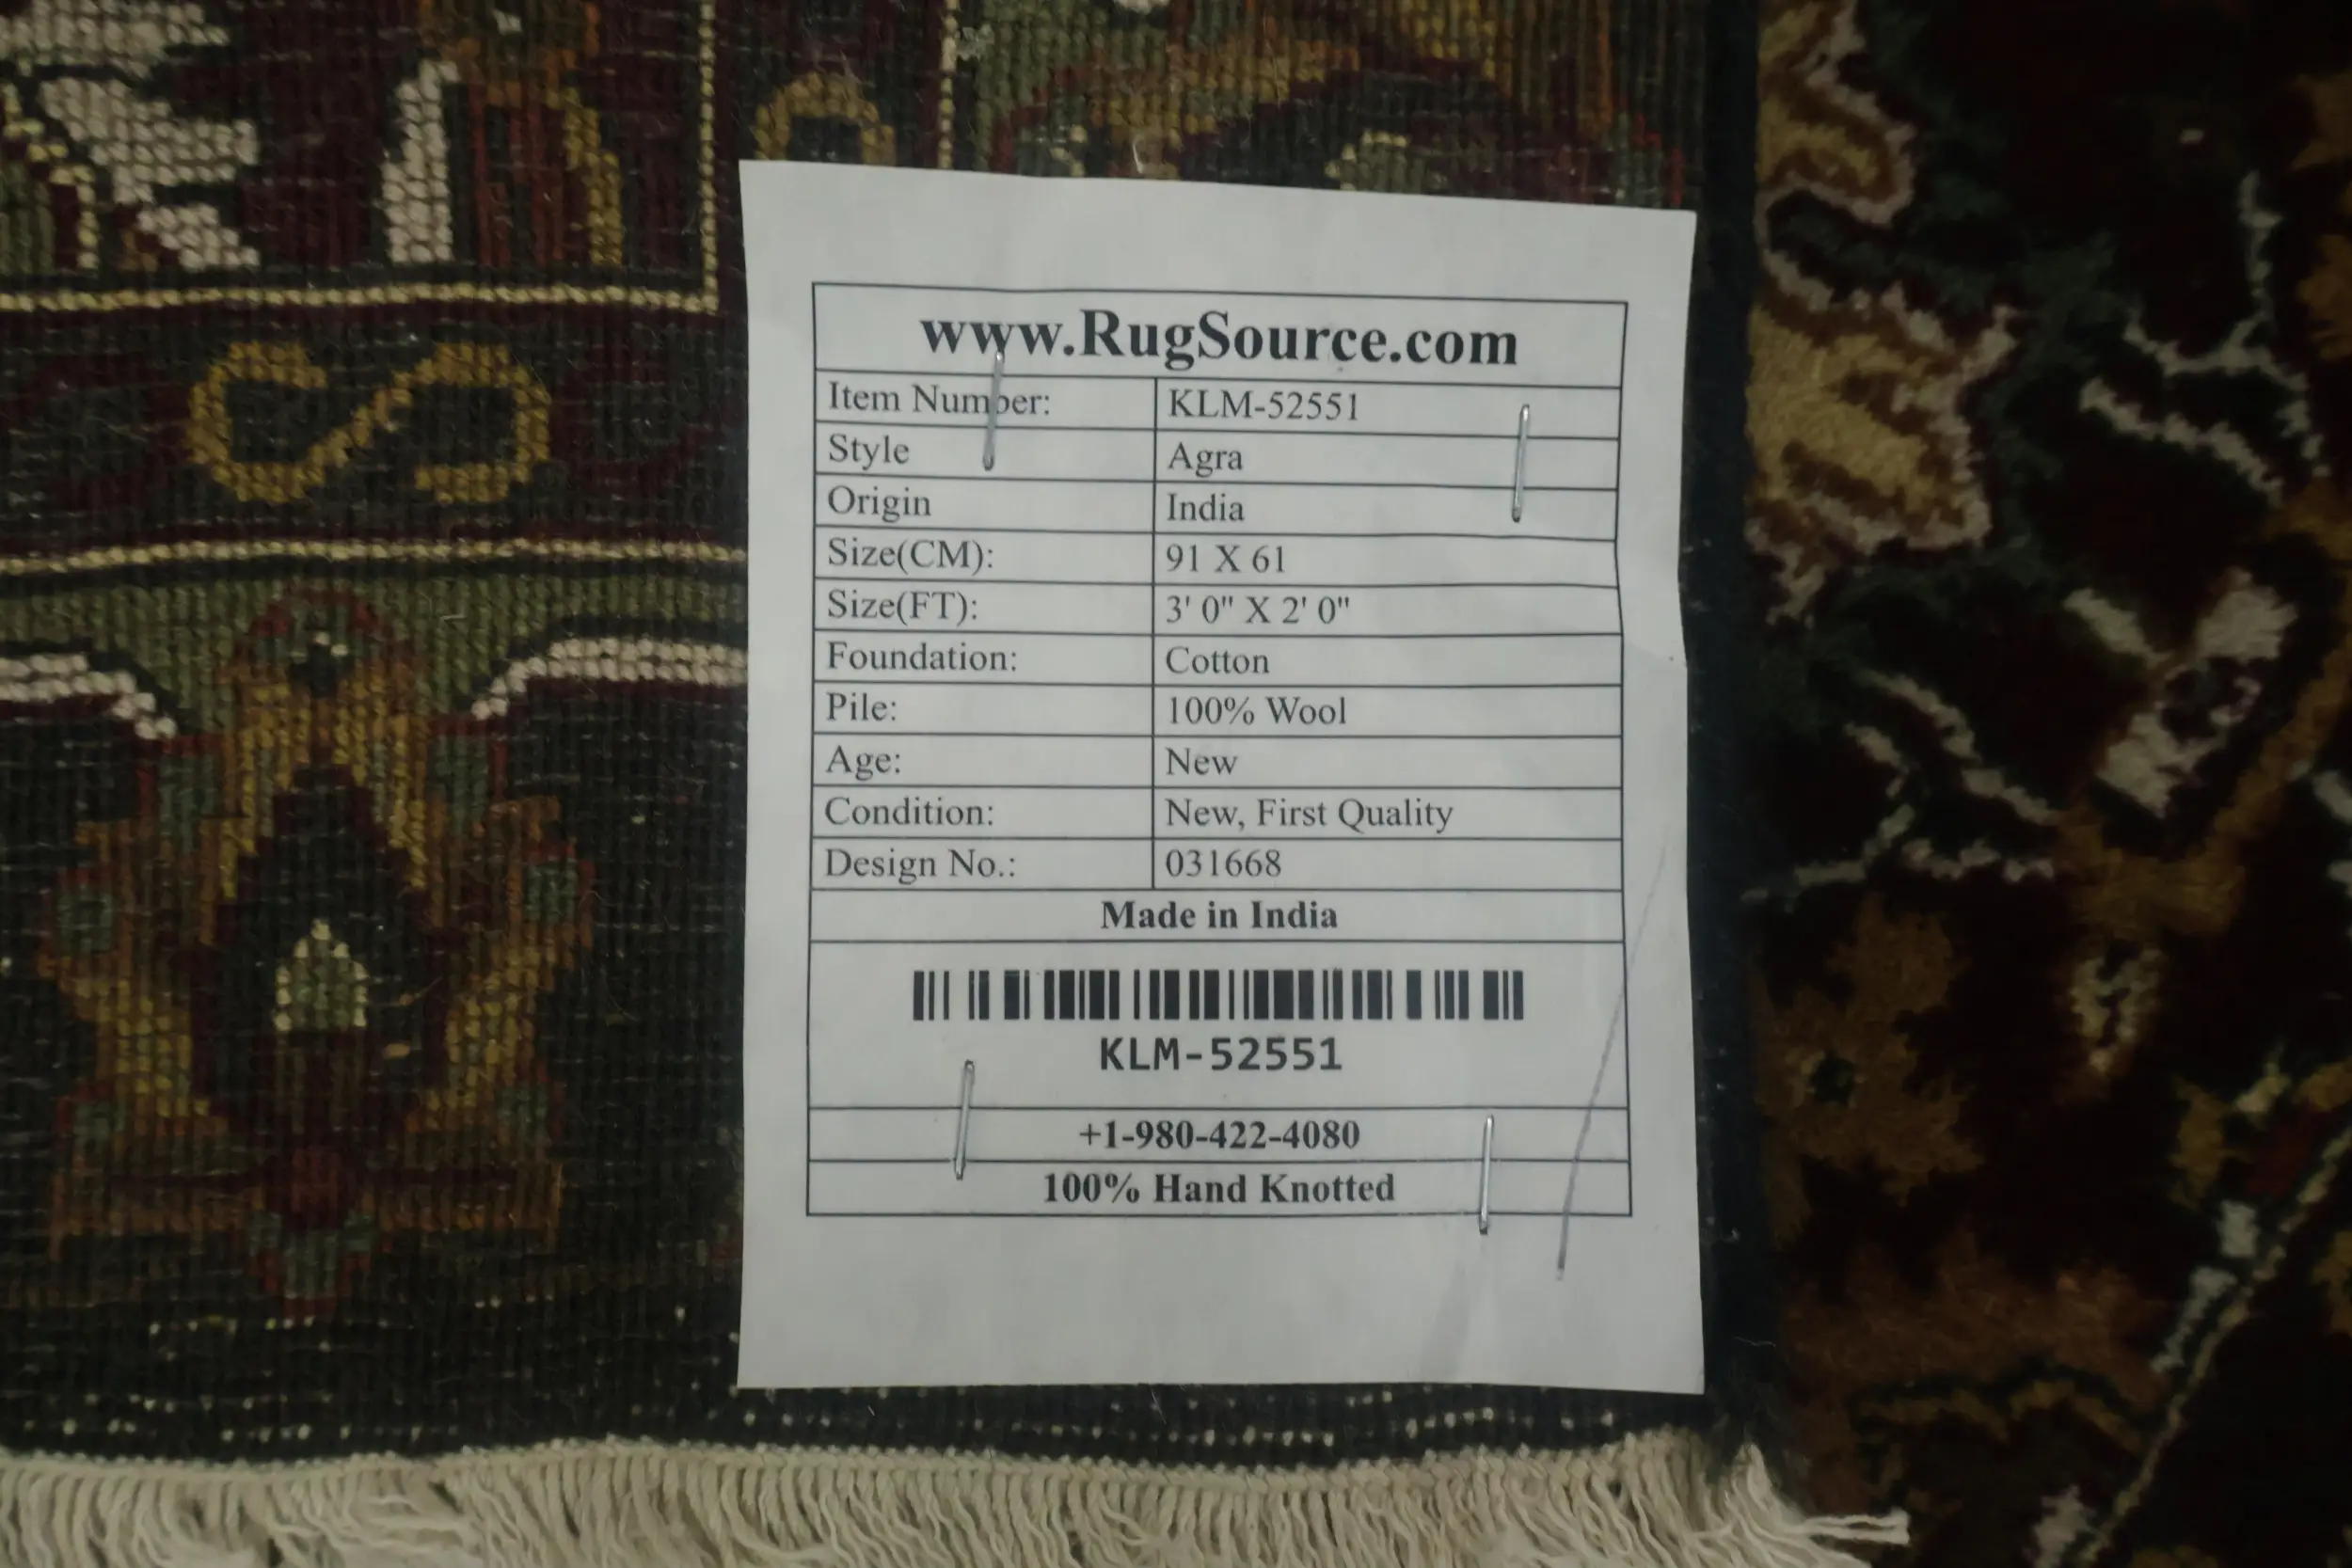 www.RugSource.com
Item Number: KLM-52551
Style Agra
Origin India
Size(CM): 91 X 61
Size(FT): 3' 0" X 2' 0"
Foundation: Cotton
Pile: 100% Wool
Age: New
Condition: New, First Quality
Design No.: 031668
Made in India
KLM-52551
+1-980-422-4080
100% Hand Knotted